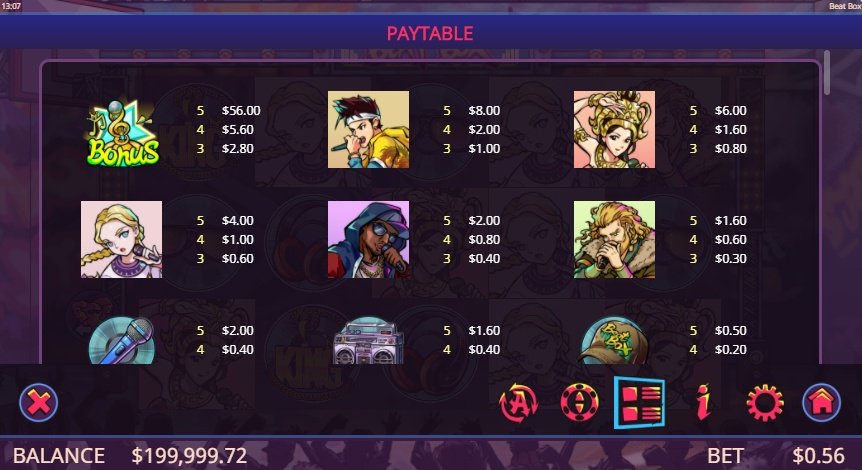 13:07 Beat Box
PAYTABLE
Bonus
5 $56.00
4 $5.60
3 $2.80
5 $8.00
4 $2.00
3 $1.00
5 $6.00
4 $1.60
3 $0.80
5 $4.00
4 $1.00
3 $0.60
5 $2.00
4 $0.80
3 $0.40
5 $1.60
4 $0.60
3 $0.30
5 $2.00
4 $0.40
5 $1.60
4 $0.40
Beat Box
5 $0.50
4 $0.20
KING
KING
A
i
BALANCE $199,999.72 BET $0.56